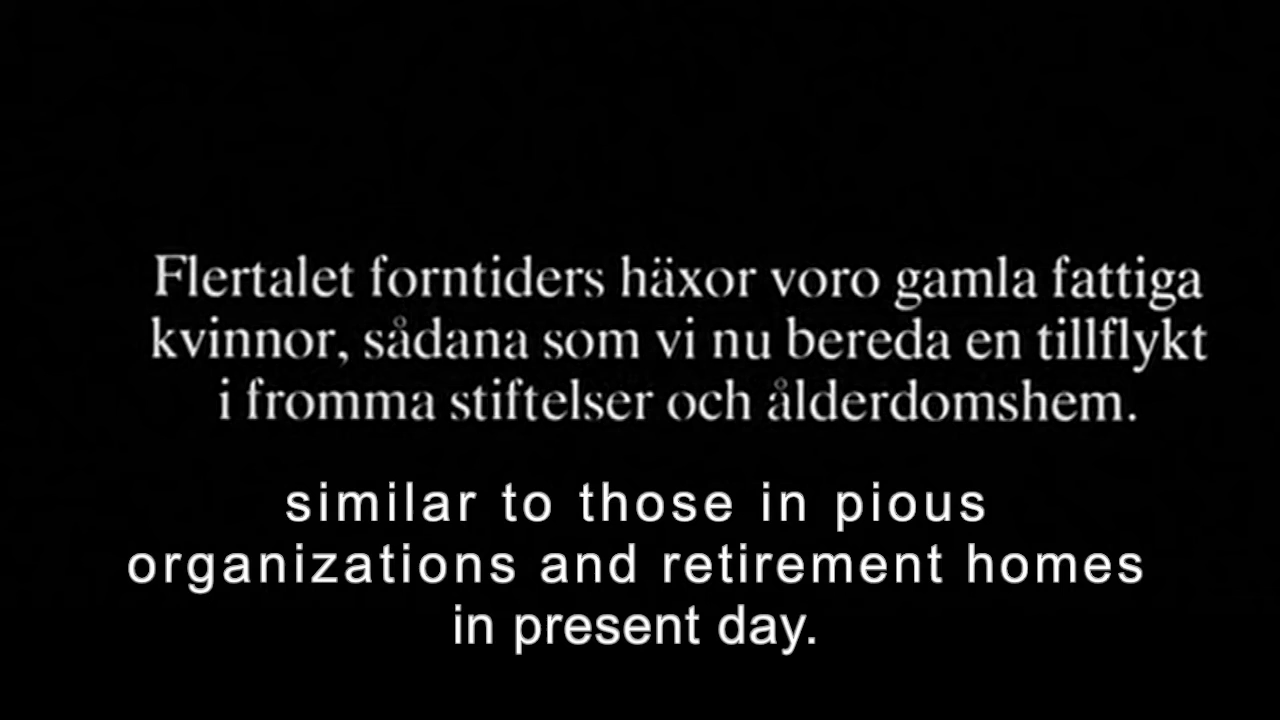 Flertalet forntiders häxor voro gamla fattiga
kvinnor, sådana som vi nu bereda en tillflykt
i fromma stiftelser och ålderdomshem.
similar to those in pious
organizations and retirement homes
in present day.